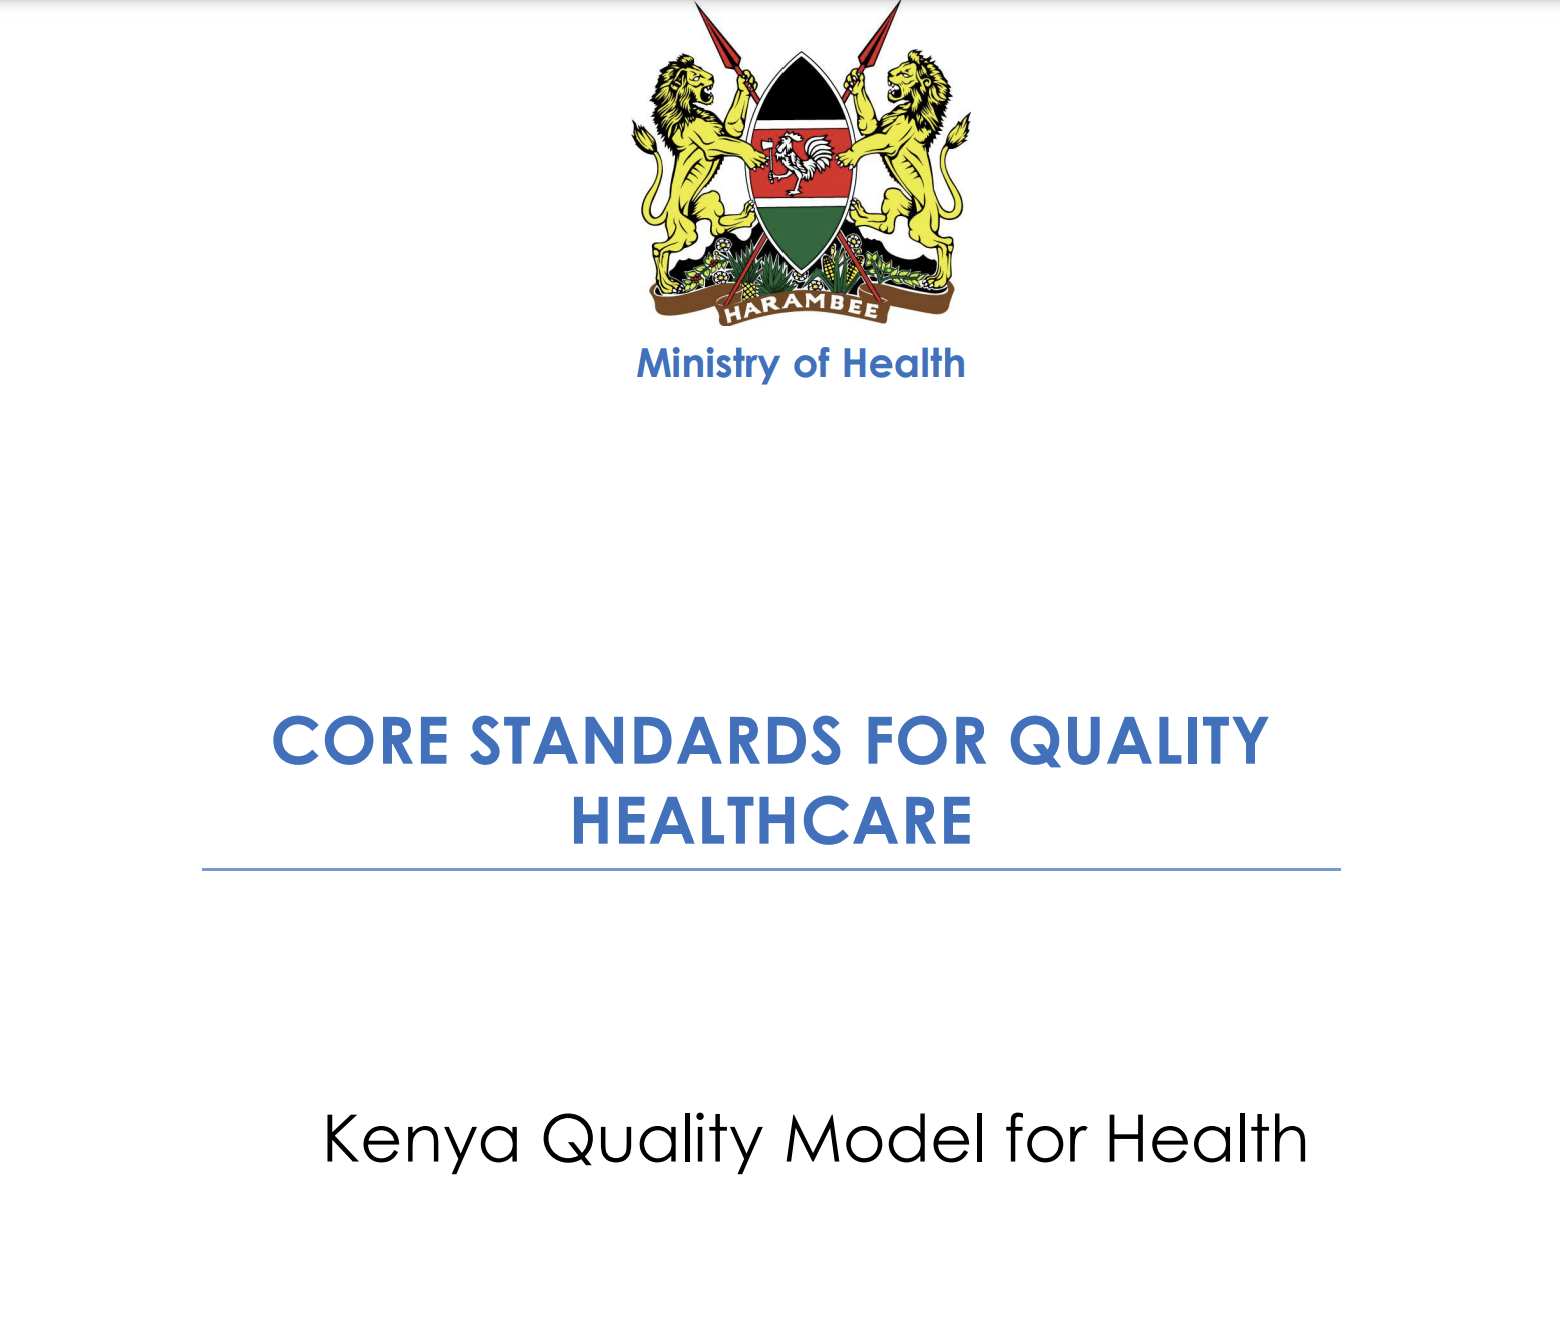 HARAMBEE
Ministry of Health
CORE STANDARDS FOR QUALITY
HEALTHCARE
Kenya Quality Model for Health